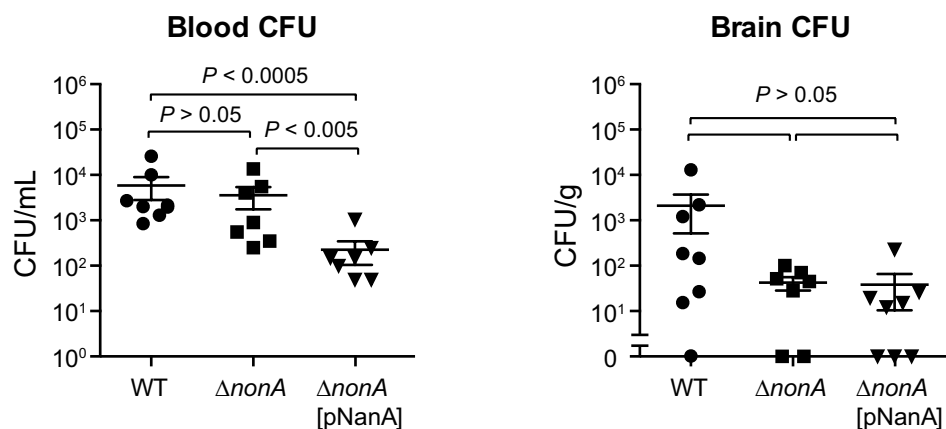 Blood CFU
P < 0.0005
P > 0.05
P < 0.005
CFU/mL
10⁶
10⁵
10⁴
10³
10²
10¹
10⁰
WT
ΔnonA
ΔnonA
[pNanA]
Brain CFU
P > 0.05
CFU/g
10⁶
10⁵
10⁴
10³
10²
10¹
0
WT
ΔnonA
ΔnonA
[pNanA]